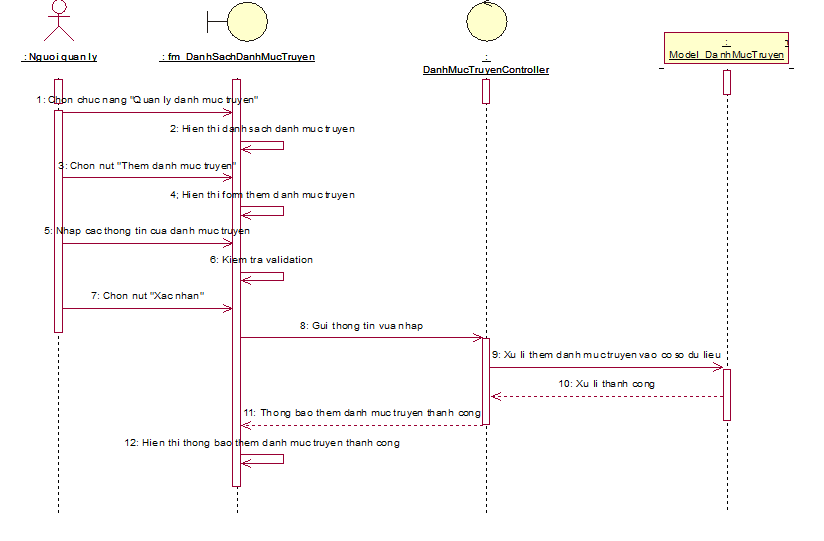 : Nguoi quan ly
: fm_DanhSachDanhMucTruyen
:
DanhMucTruyenController
:
Model_DanhMucTruyen
1: Chon chuc nang "Quan ly danh muc truyen"
2: Hien thi danh sach danh muc truyen
3: Chon nut "Them danh muc truyen"
4; Hien thi form them danh muc truyen
5: Nhap cac thong tin cua danh muc truyen
6: Kiem tra validation
7: Chon nut "Xac nhan"
8: Gui thong tin vua nhap
9: Xu li them danh muc truyen vao co so du lieu
10: Xu li thanh cong
11: Thong bao them danh muc truyen thanh cong
12: Hien thi thong bao them danh muc truyen thanh cong